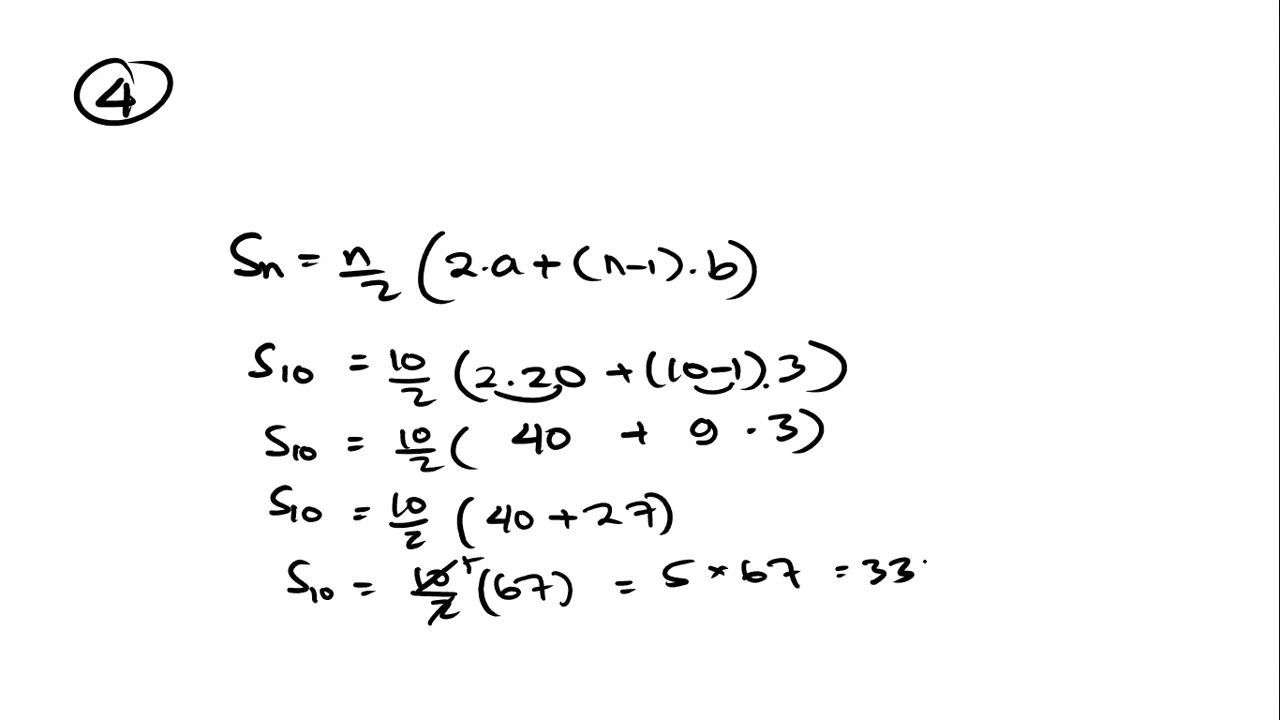 4
Sn = n/2 (2.a + (n-1).b)
S10 = 10/2 (2.20 + (10-1).3)
S10 = 10/2 ( 40 + 9 . 3)
S10 = 10/2 (40 + 27)
S10 = 10/2 5 (67) = 5 * 67 = 33